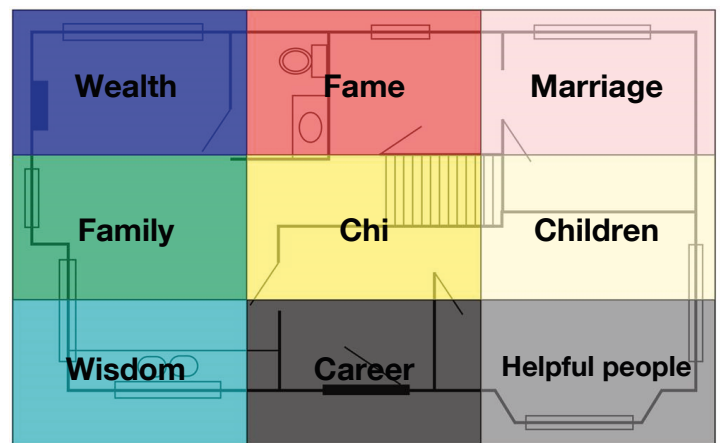 Wealth
Fame
Marriage
Family
Chi
Children
Wisdom
Career
Helpful people